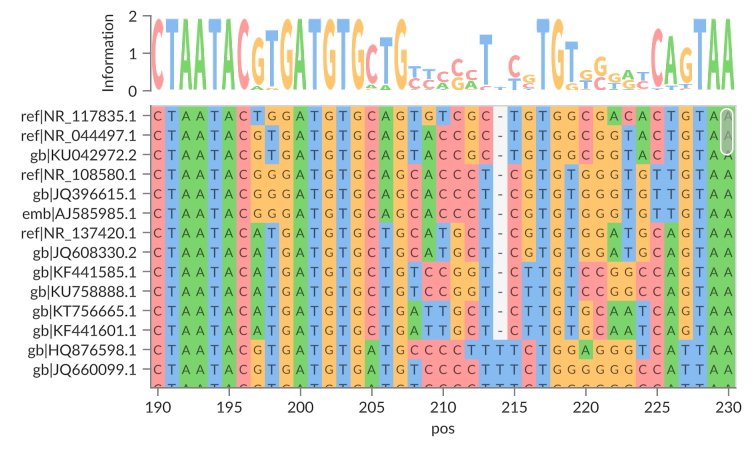 2
1
0
Information
CTAATACGTGATGTGCTG
ref|NR_117835.1 C T A A T A C T G G A T G T G C A G T G T C G C - T G T G G C G A C A C T G T A A
ref|NR_044497.1 C T A A T A C G T G A T G T G C A G T A C C G C - T G T G G C G G T A C T G T A A
gb|KU042972.2 C T A A T A C G T G A T G T G C A G T A C C G C - T G T G G C G G T A C T G T A A
ref|NR_108580.1 C T A A T A C G G G A T G T G C A G C A C C C T - C G T G T G G G T G T T G T A A
gb|JQ396615.1 C T A A T A C G G G A T G T G C A G C A C C C T - C G T G T G G G T G T T G T A A
emb|AJ585985.1 C T A A T A C G G G A T G T G C A G C A C C C T - C G T G T G G G T G T T G T A A
ref|NR_137420.1 C T A A T A C A T G A T G T G C T G C A T G C T - C G T G T G G A T G C A G T A A
gb|JQ608330.2 C T A A T A C A T G A T G T G C T G C A T G C T - C G T G T G G A T G C A G T A A
gb|KF441585.1 C T A A T A C A T G A T G T G C T G T C C G G T - C T T G T C C G G C C A G T A A
gb|KU758888.1 C T A A T A C A T G A T G T G C T G T C C G G T - C T T G T C C G G C C A G T A A
gb|KT756665.1 C T A A T A C A T G A T G T G C T G A T T G C T - C T T G T G C A A T C A G T A A
gb|KF441601.1 C T A A T A C A T G A T G T G C T G A T T G C T - C T T G T G C A A T C A G T A A
gb|HQ876598.1 C T A A T A C G T G A T G T G A T G C C C C T T T T C T G G A G G G T C A T T A A
gb|JQ660099.1 C T A A T A C G T G A T G T G A T G T C C C C T T T C T G G G G G G C C A T T A A
190 195 200 205 210 215 220 225 230
pos